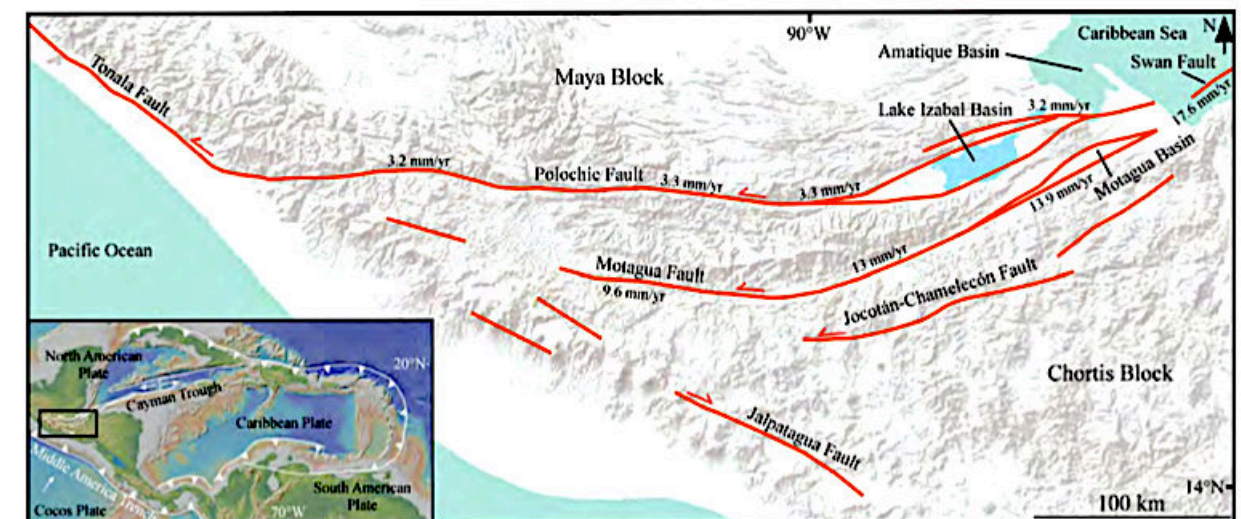 90°W
Caribbean Sea
N
Amatique Basin
Swan Fault
Tonala Fault
Maya Block
Lake Izabal Basin
3.2 mm/yr
17.6 mm/yr
3.2 mm/yr
Polochic Fault
3.3 mm/yr
3.3 mm/yr
Motagua Basin
13.9 mm/yr
Pacific Ocean
Motagua Fault
9.6 mm/yr
13 mm/yr
Jocotán-Chamelecón Fault
Chortis Block
Jalpatagua Fault
14°N
100 km
North American
Plate
20°N
Cayman Trough
Caribbean Plate
Middle America Trench
South American
Plate
Cocos Plate
70°W